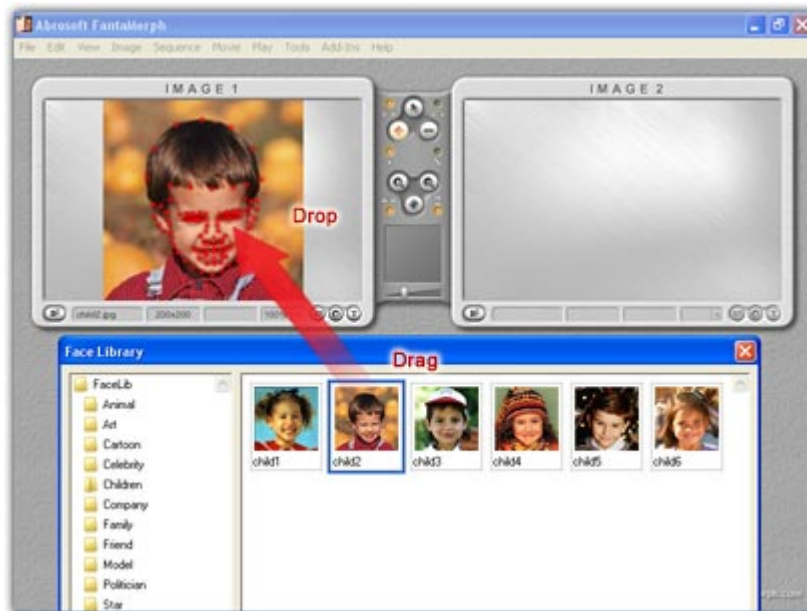 Abrosoft FantaMorph
File Edit View Image Sequence Movie Play Tools Add-Ins Help
IMAGE 1
IMAGE 2
Drop
child2.jpg 200x200 100%
Face Library
Drag
FaceLib
Animal
Art
Cartoon
Celebrity
Children
Company
Family
Friend
Model
Politician
Star
child1 child2 child3 child4 child5 child6